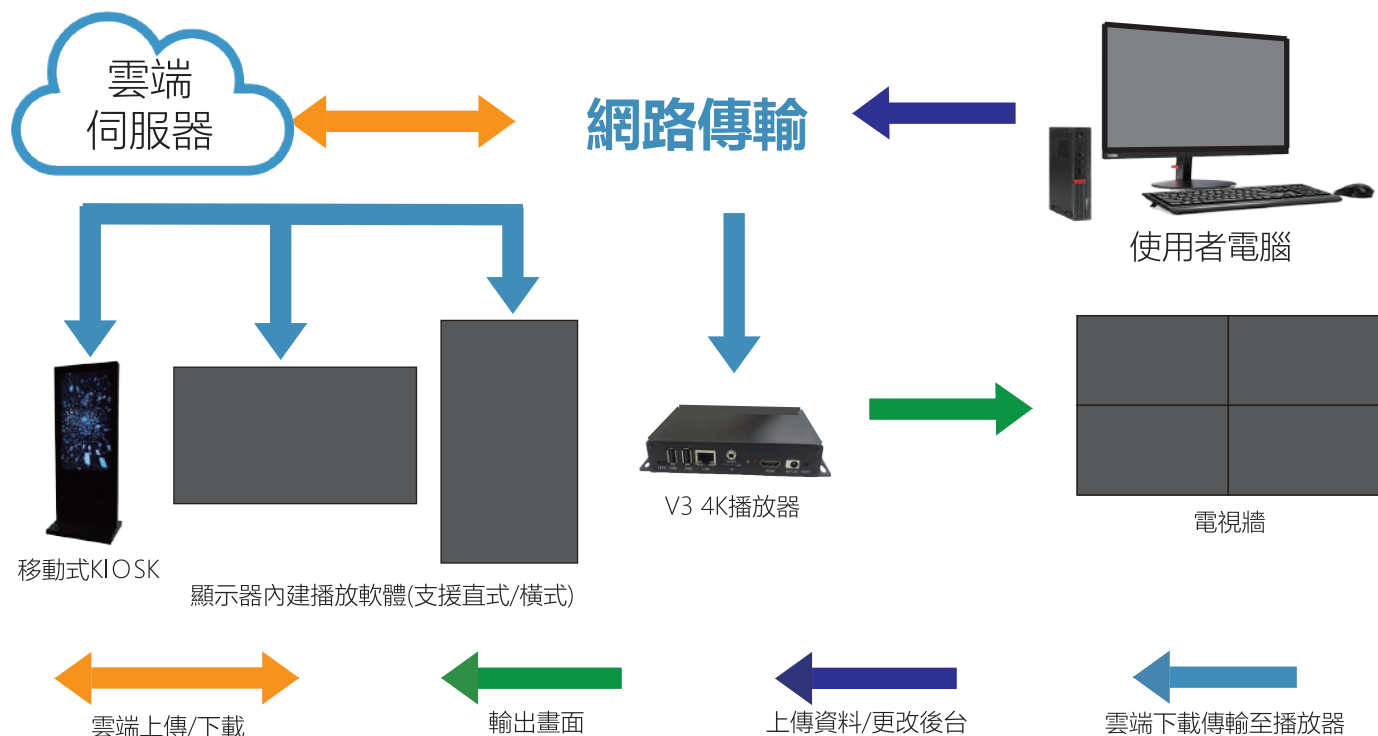 雲端
伺服器
網路傳輸
使用者電腦
V3 4K播放器
電視牆
移動式KIOSK
顯示器內建播放軟體(支援直式/橫式)
雲端上傳/下載
輸出畫面
上傳資料/更改後台
雲端下載傳輸至播放器